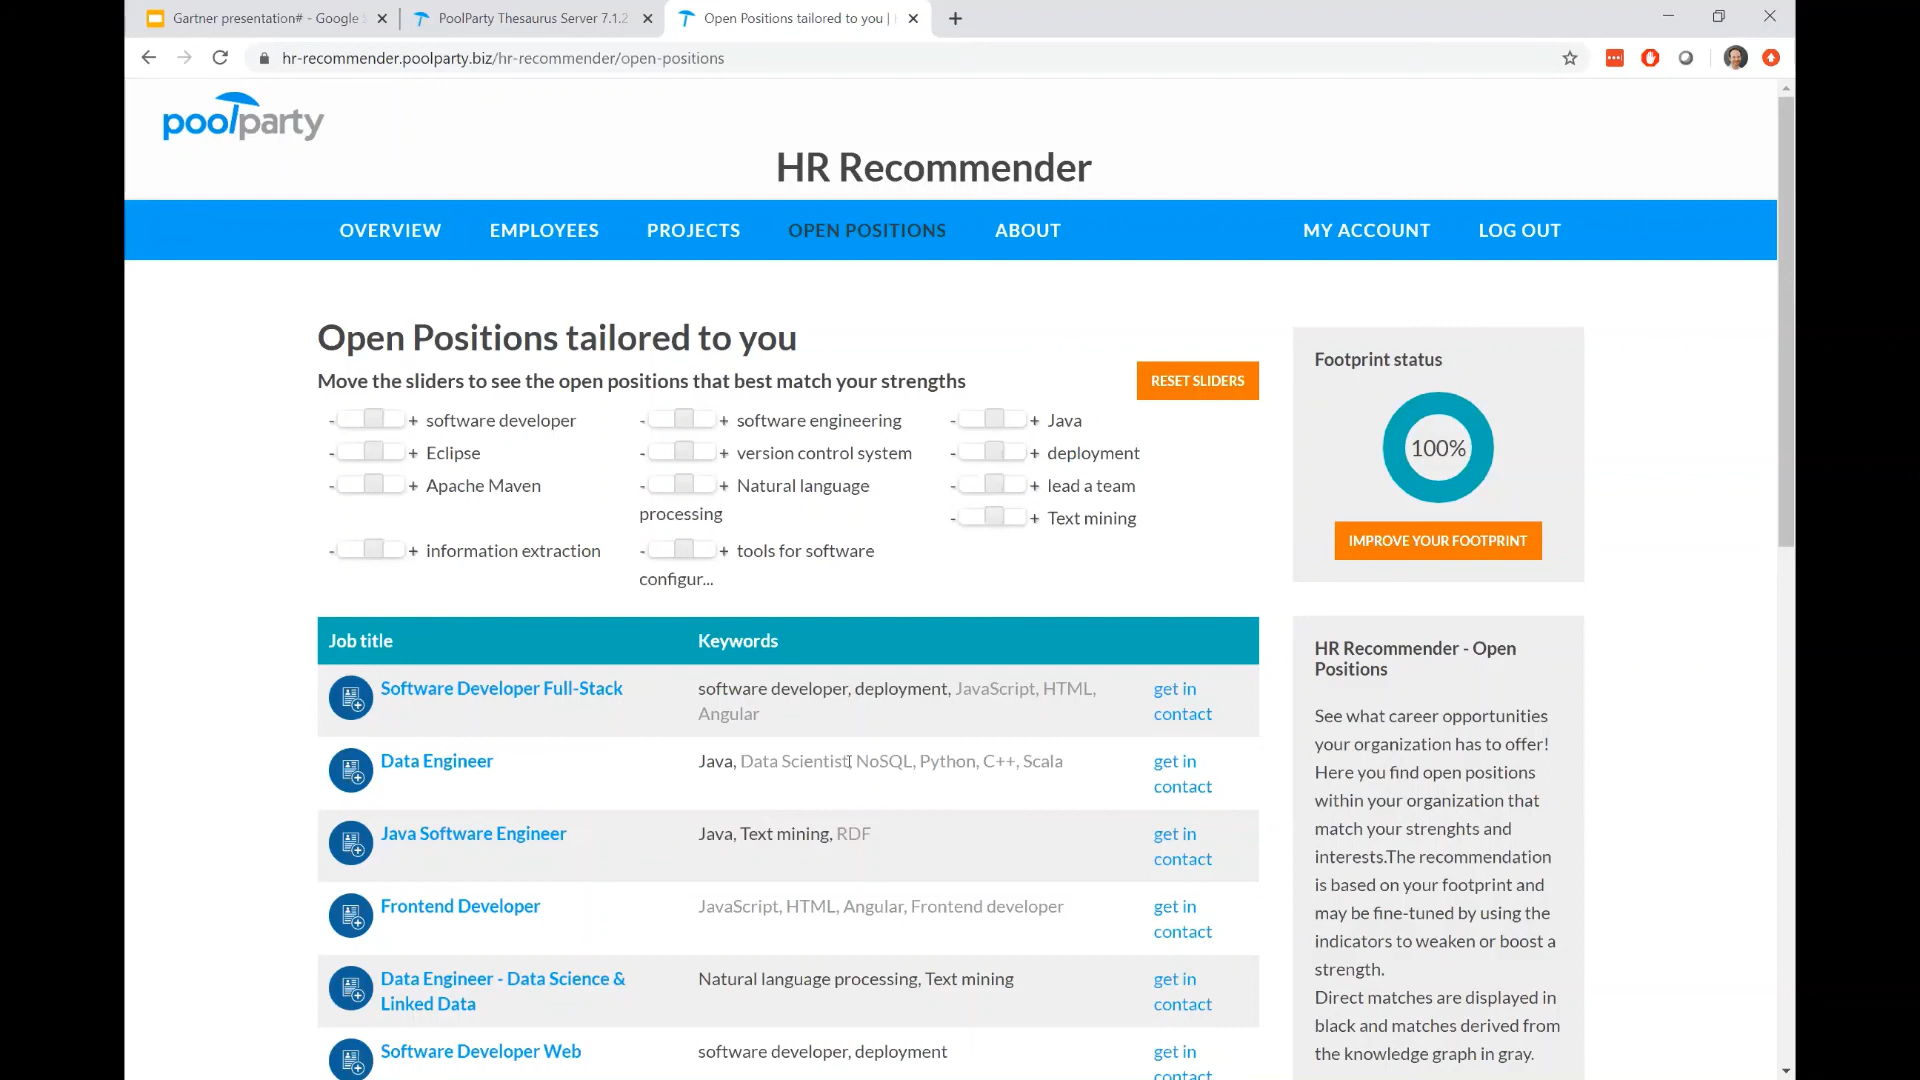 Gartner presentation# - Google
PoolParty Thesaurus Server 7.1.2
Open Positions tailored to you |
hr-recommender.poolparty.biz/hr-recommender/open-positions
poolparty
HR Recommender
OVERVIEW EMPLOYEES PROJECTS OPEN POSITIONS ABOUT MY ACCOUNT LOG OUT
Open Positions tailored to you
Move the sliders to see the open positions that best match your strengths
RESET SLIDERS
- + software developer - + software engineering - + Java
- + Eclipse - + version control system - + deployment
- + Apache Maven - + Natural language - + lead a team
processing - + Text mining
- + information extraction - + tools for software
configur...
Footprint status
100%
IMPROVE YOUR FOOTPRINT
Job title Keywords
Software Developer Full-Stack software developer, deployment, JavaScript, HTML, get in
Angular contact
Data Engineer Java, Data Scientist, NoSQL, Python, C++, Scala get in
contact
Java Software Engineer Java, Text mining, RDF get in
contact
Frontend Developer JavaScript, HTML, Angular, Frontend developer get in
contact
Data Engineer - Data Science & Natural language processing, Text mining get in
Linked Data contact
Software Developer Web software developer, deployment get in
contact
HR Recommender - Open
Positions
See what career opportunities
your organization has to offer!
Here you find open positions
within your organization that
match your strenghts and
interests.The recommendation
is based on your footprint and
may be fine-tuned by using the
indicators to weaken or boost a
strength.
Direct matches are displayed in
black and matches derived from
the knowledge graph in gray.